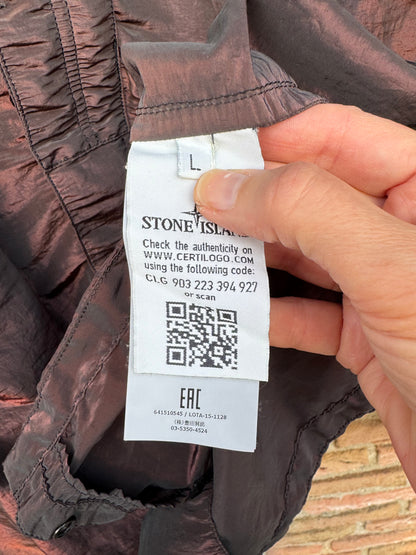 L
STONE ISLAND
Check the authenticity on
WWW.CERTILOGO.COM
using the following code:
CLG 903 223 394 927
or scan
EAC
641510545 / LOTA-15-1128
03-5350-4524